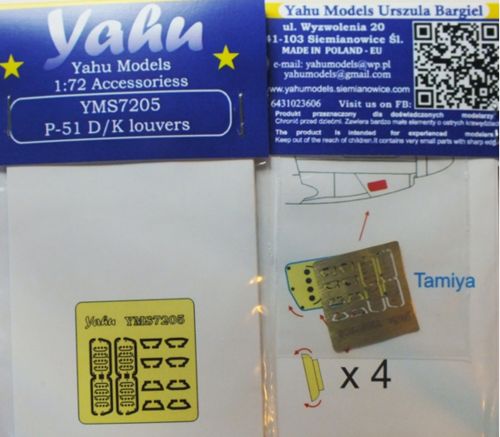 Yahu
Yahu Models
1:72 Accessoriess
YMS7205
P-51 D/K louvers
yahu YMS7205
Yahu Models Urszula Bargiel
ul. Wyzwolenia 20
41-103 Siemianowice Śl.
MADE IN POLAND - EU
e-mail: yahumodels@wp.pl
yahumodels@gmail.com
www.yahumodels.siemianowice.com
6431023606 Visit us on FB:
Produkt przeznaczony dla doświadczonych modelarzy
Chronić przed dziećmi. Zawiera bardzo małe elementy o ostrych krawędziach
The product is intended for experienced modelers
Keep out of the reach of children. It contains very small parts with sharp edg
Tamiya
x 4